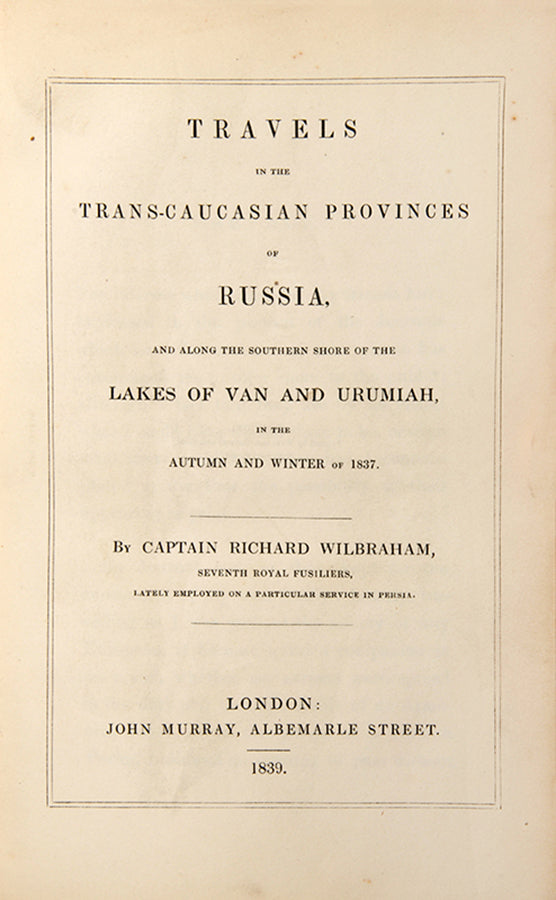 TRAVELS
IN THE
TRANS-CAUCASIAN PROVINCES
OF
RUSSIA,
AND ALONG THE SOUTHERN SHORE OF THE
LAKES OF VAN AND URUMIAH,
IN THE
AUTUMN AND WINTER OF 1837.
BY CAPTAIN RICHARD WILBRAHAM,
SEVENTH ROYAL FUSILIERS,
LATELY EMPLOYED ON A PARTICULAR SERVICE IN PERSIA.
LONDON:
JOHN MURRAY, ALBEMARLE STREET.
1839.